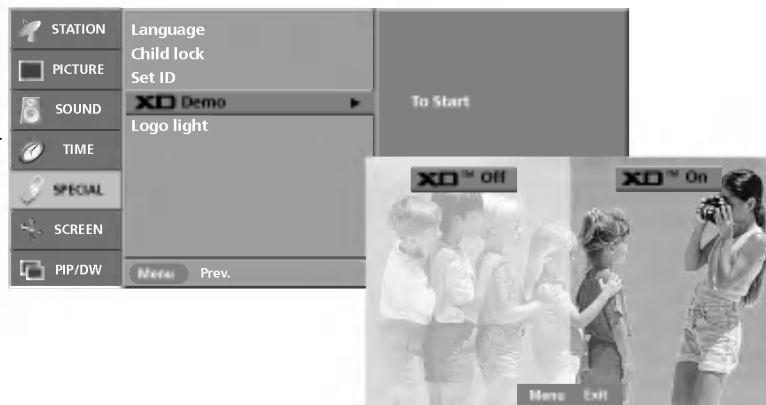 STATION
PICTURE
SOUND
TIME
SPECIAL
SCREEN
PIP/DW
Language
Child lock
Set ID
XD Demo
Logo light
Menu Prev.
To Start
XD™ Off
XD™ On
Menu Exit